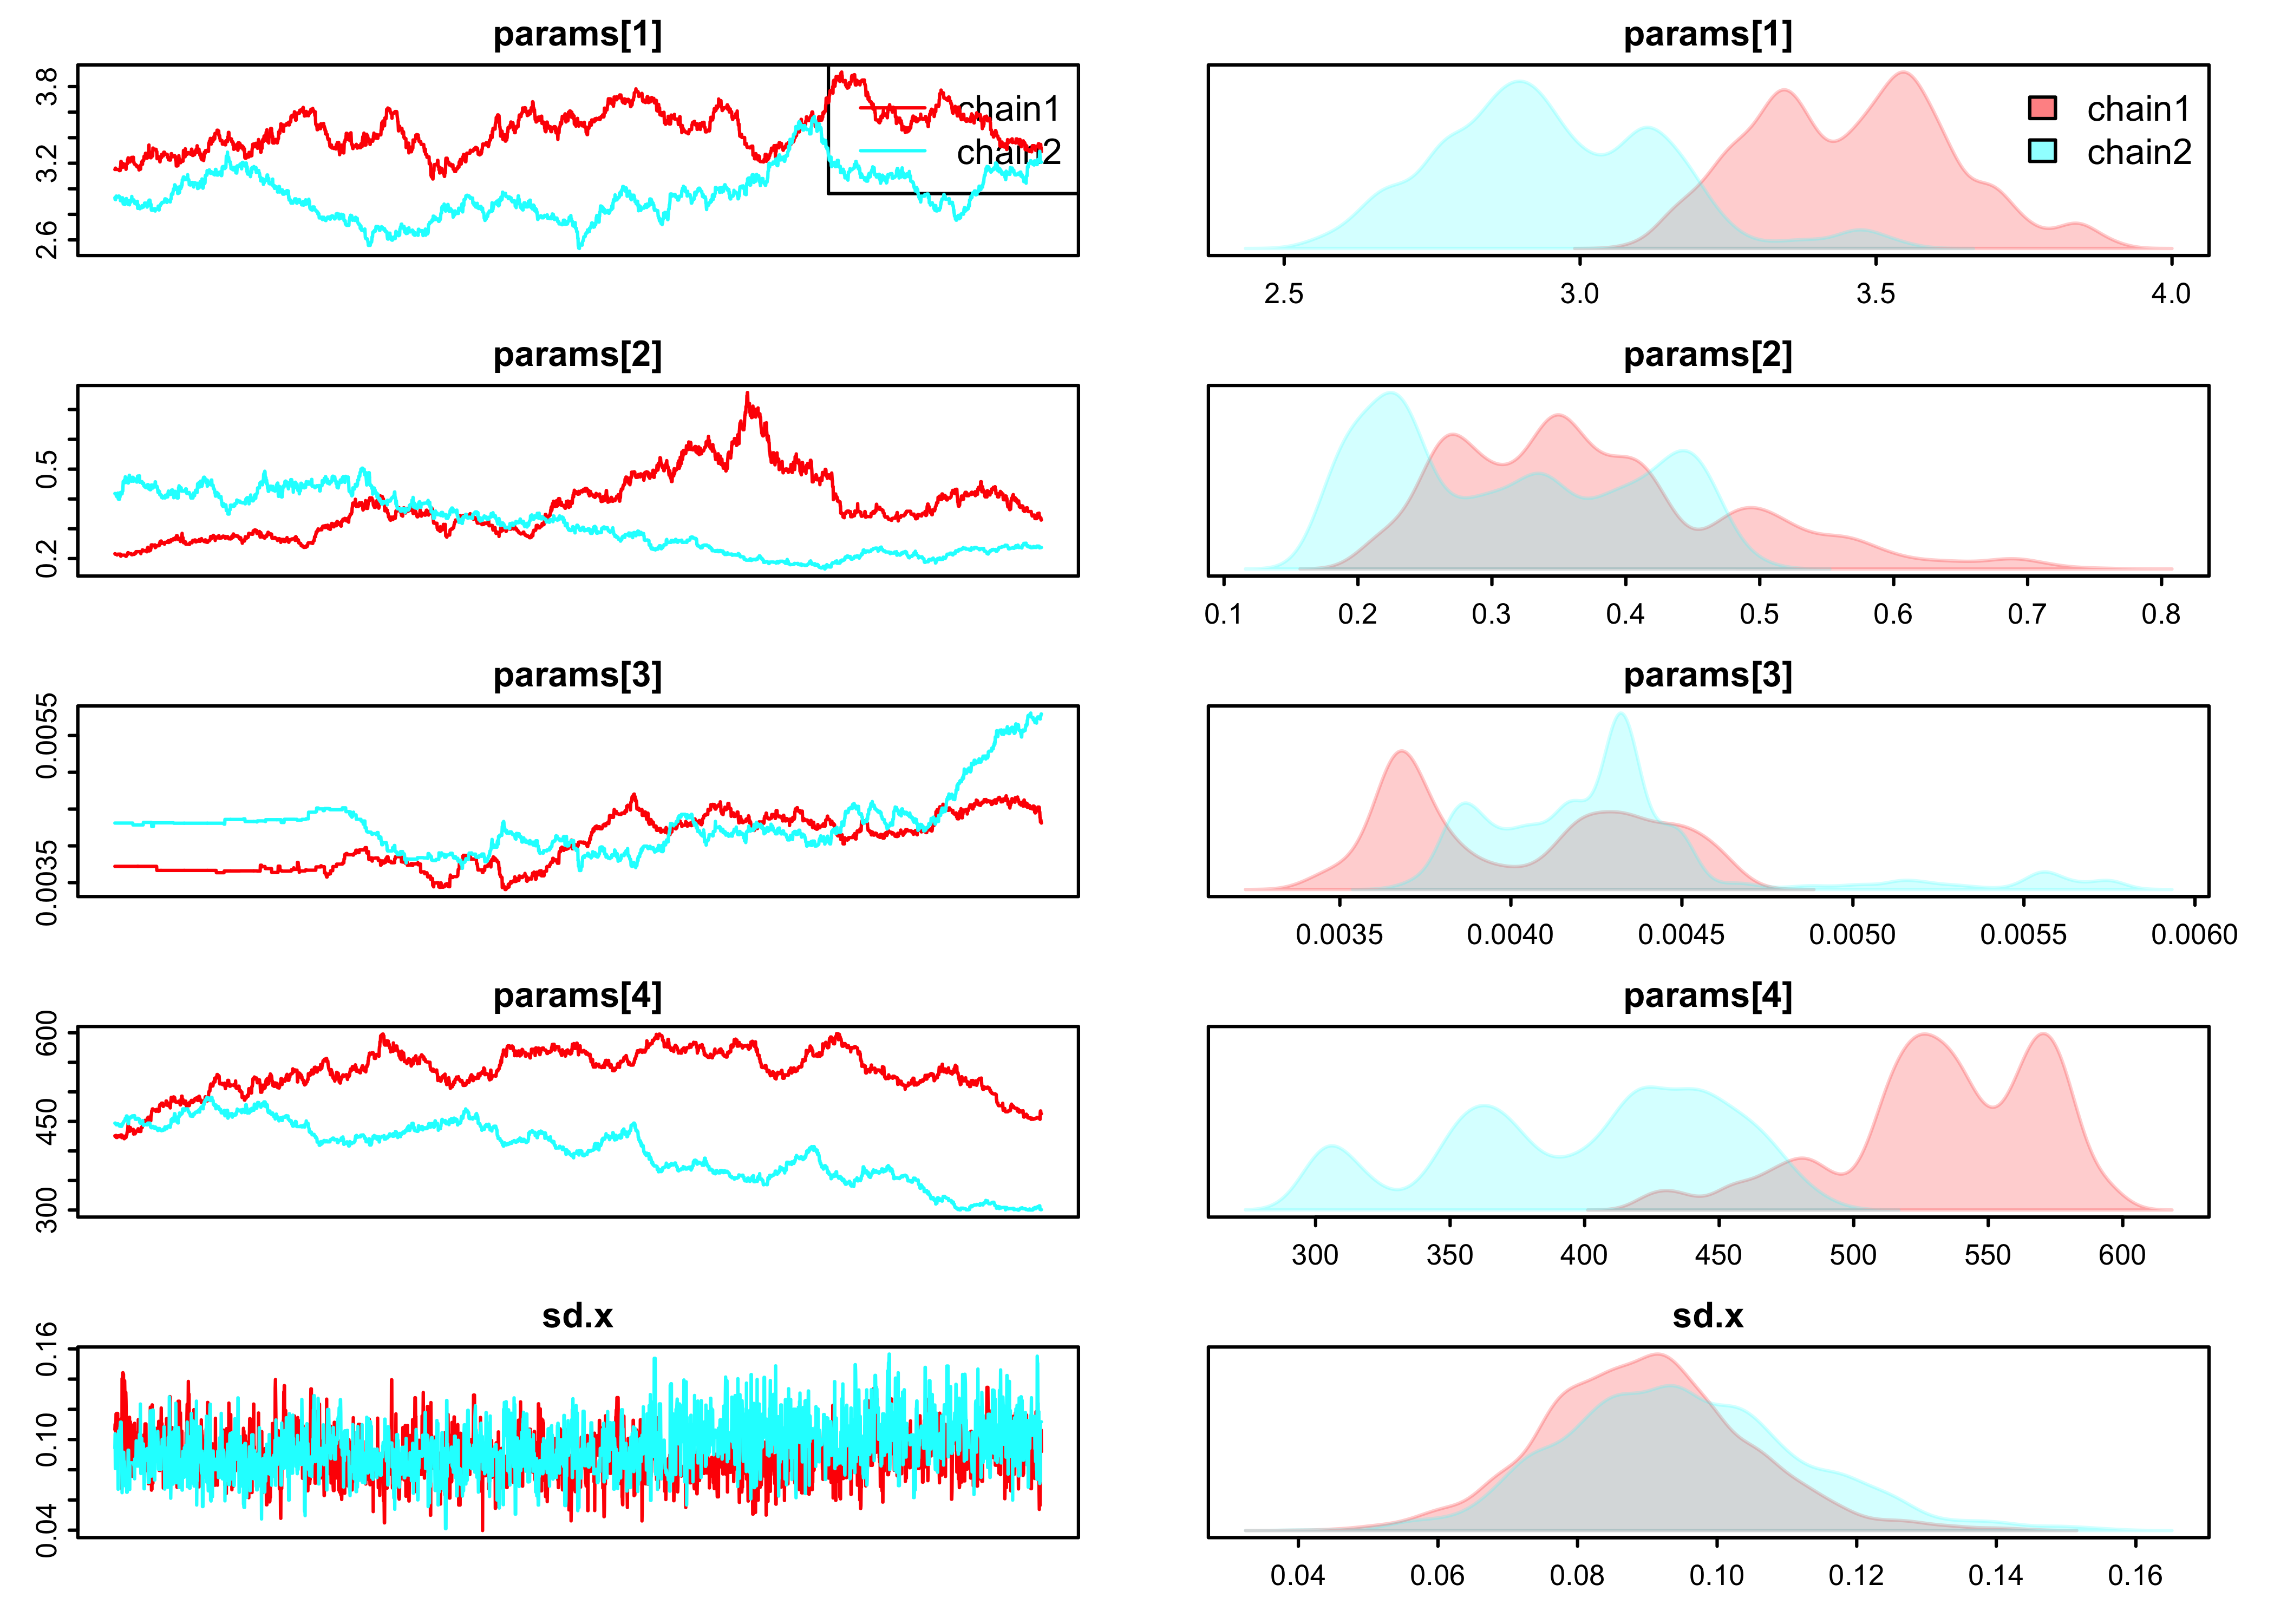 params[1]
3.8
3.2
2.6
chain1
chain2
params[1]
chain1
chain2
2.5 3.0 3.5 4.0
params[2]
0.5
0.2
params[2]
0.1 0.2 0.3 0.4 0.5 0.6 0.7 0.8
params[3]
0.0055
0.0035
params[3]
0.0035 0.0040 0.0045 0.0050 0.0055 0.0060
params[4]
600
450
300
params[4]
300 350 400 450 500 550 600
sd.x
0.16
0.10
0.04
sd.x
0.04 0.06 0.08 0.10 0.12 0.14 0.16